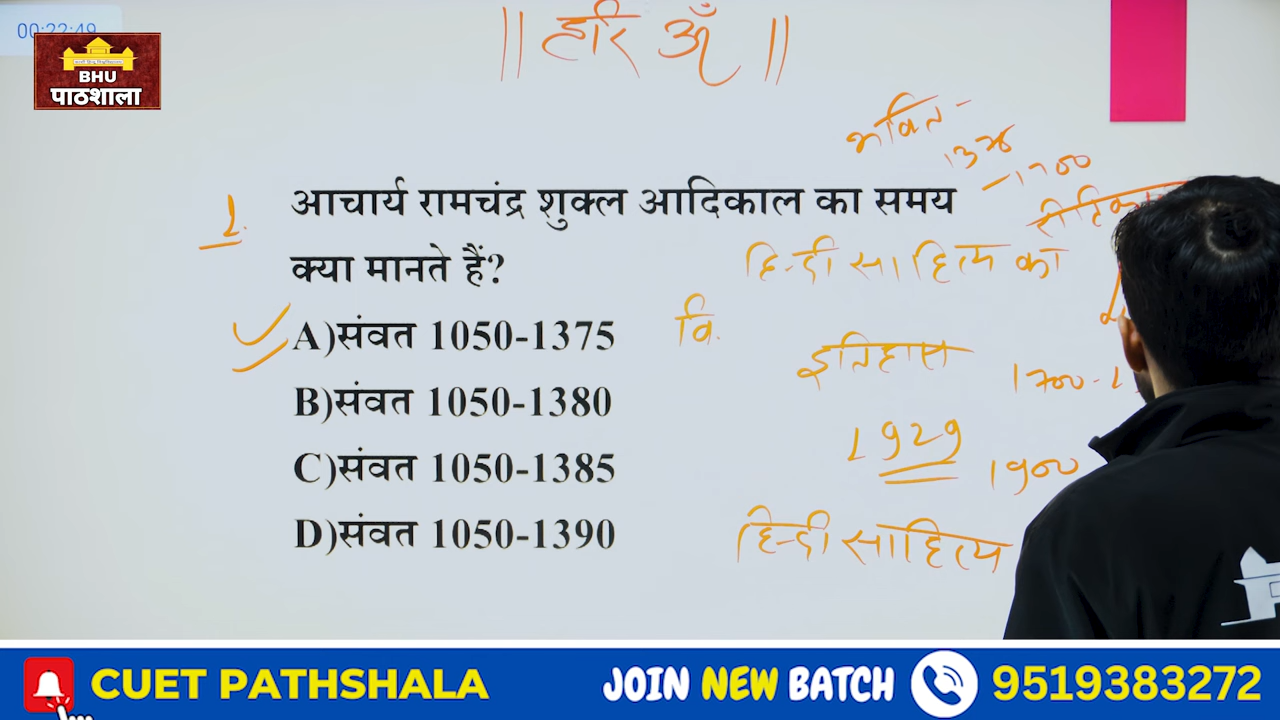 00:22:49
BHU
पाठशाला
|| हरि ॐ ||
भक्ति -
1375
- 1700
1.
आचार्य रामचंद्र शुक्ल आदिकाल का समय
क्या मानते हैं?
A)संवत 1050-1375
B)संवत 1050-1380
C)संवत 1050-1385
D)संवत 1050-1390
हिन्दी साहित्य का
वि.
इतिहास
1700-
1929
1900
हिन्दी साहित्य
CUET PATHSHALA
JOIN NEW BATCH
9519383272